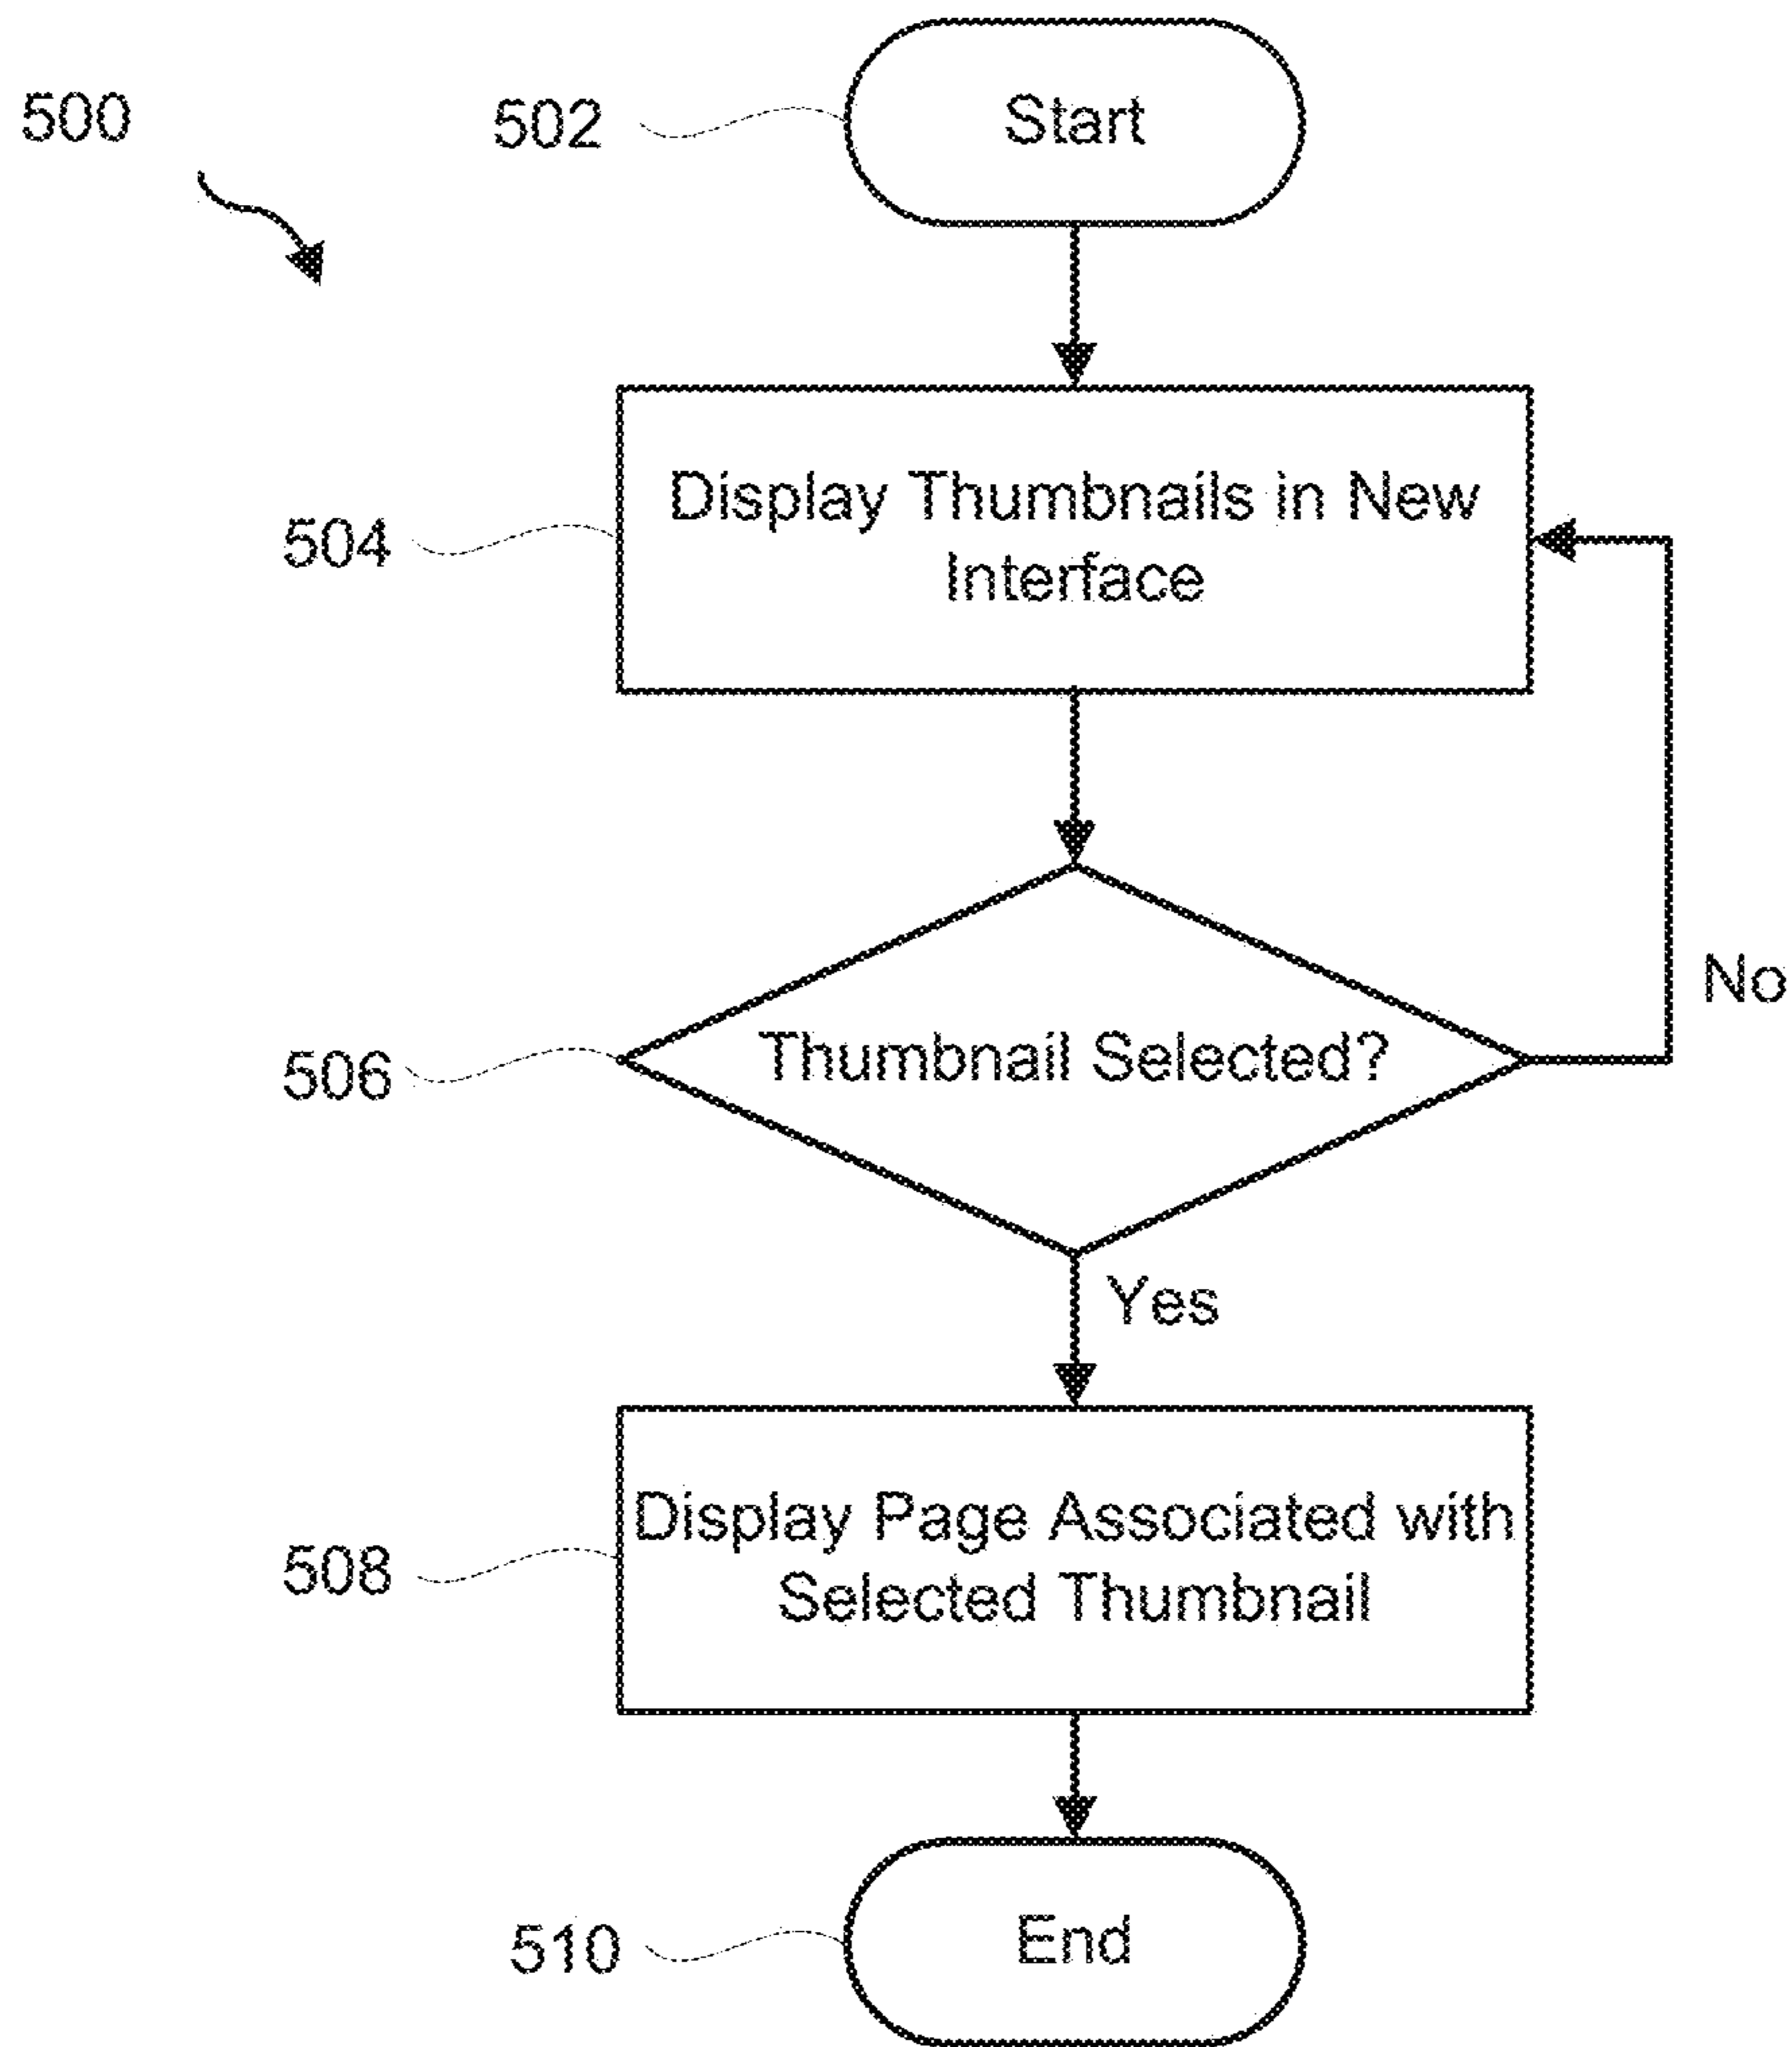 500
502
Start
504
Display Thumbnails in New
Interface
506
Thumbnail Selected?
No
Yes
508
Display Page Associated with
Selected Thumbnail
510
End